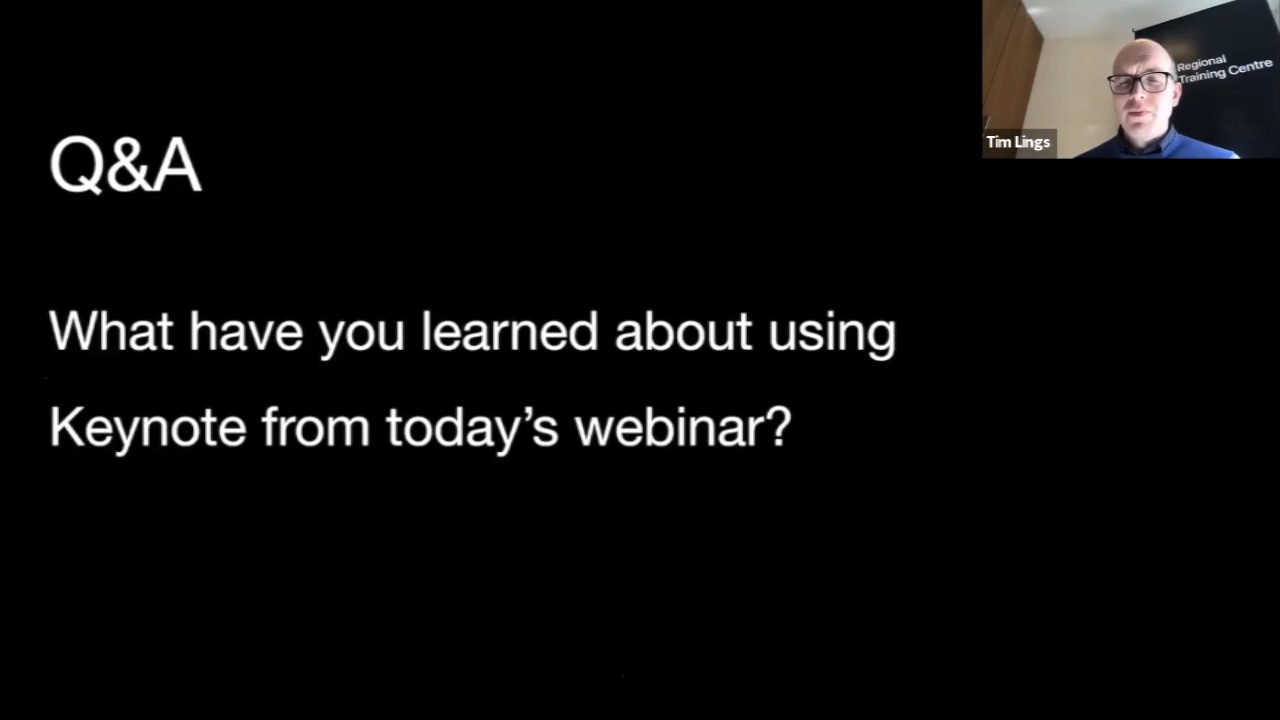 Q&A
What have you learned about using
Keynote from today’s webinar?
Regional
Training Centre
Tim Lings